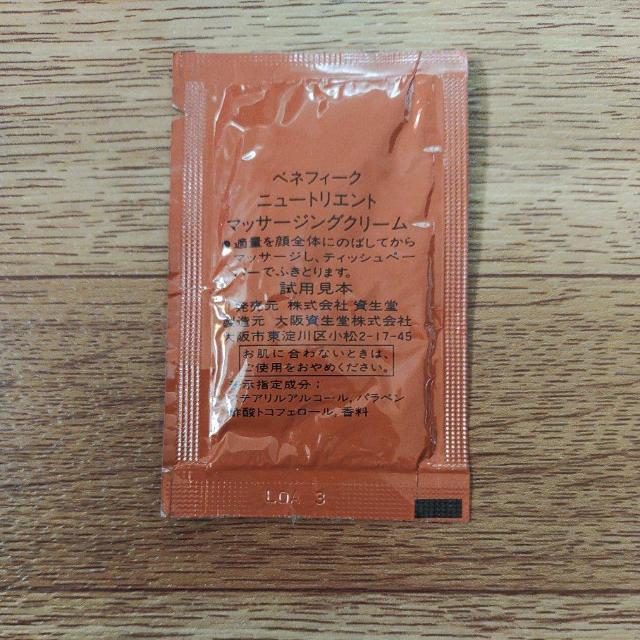 ベネフィーク
ニュートリエント
マッサージングクリーム
●適量を顔全体にのばしてから
マッサージし、ティッシュペー
パーでふきとります。
試用見本
発売元 株式会社 資生堂
製造元 大阪資生堂株式会社
大阪市東淀川区小松2-17-45
お肌に合わないときは、
ご使用をおやめください。
表示指定成分：
ステアリルアルコール, パラベン
酢酸トコフェロール, 香料
LOA 3